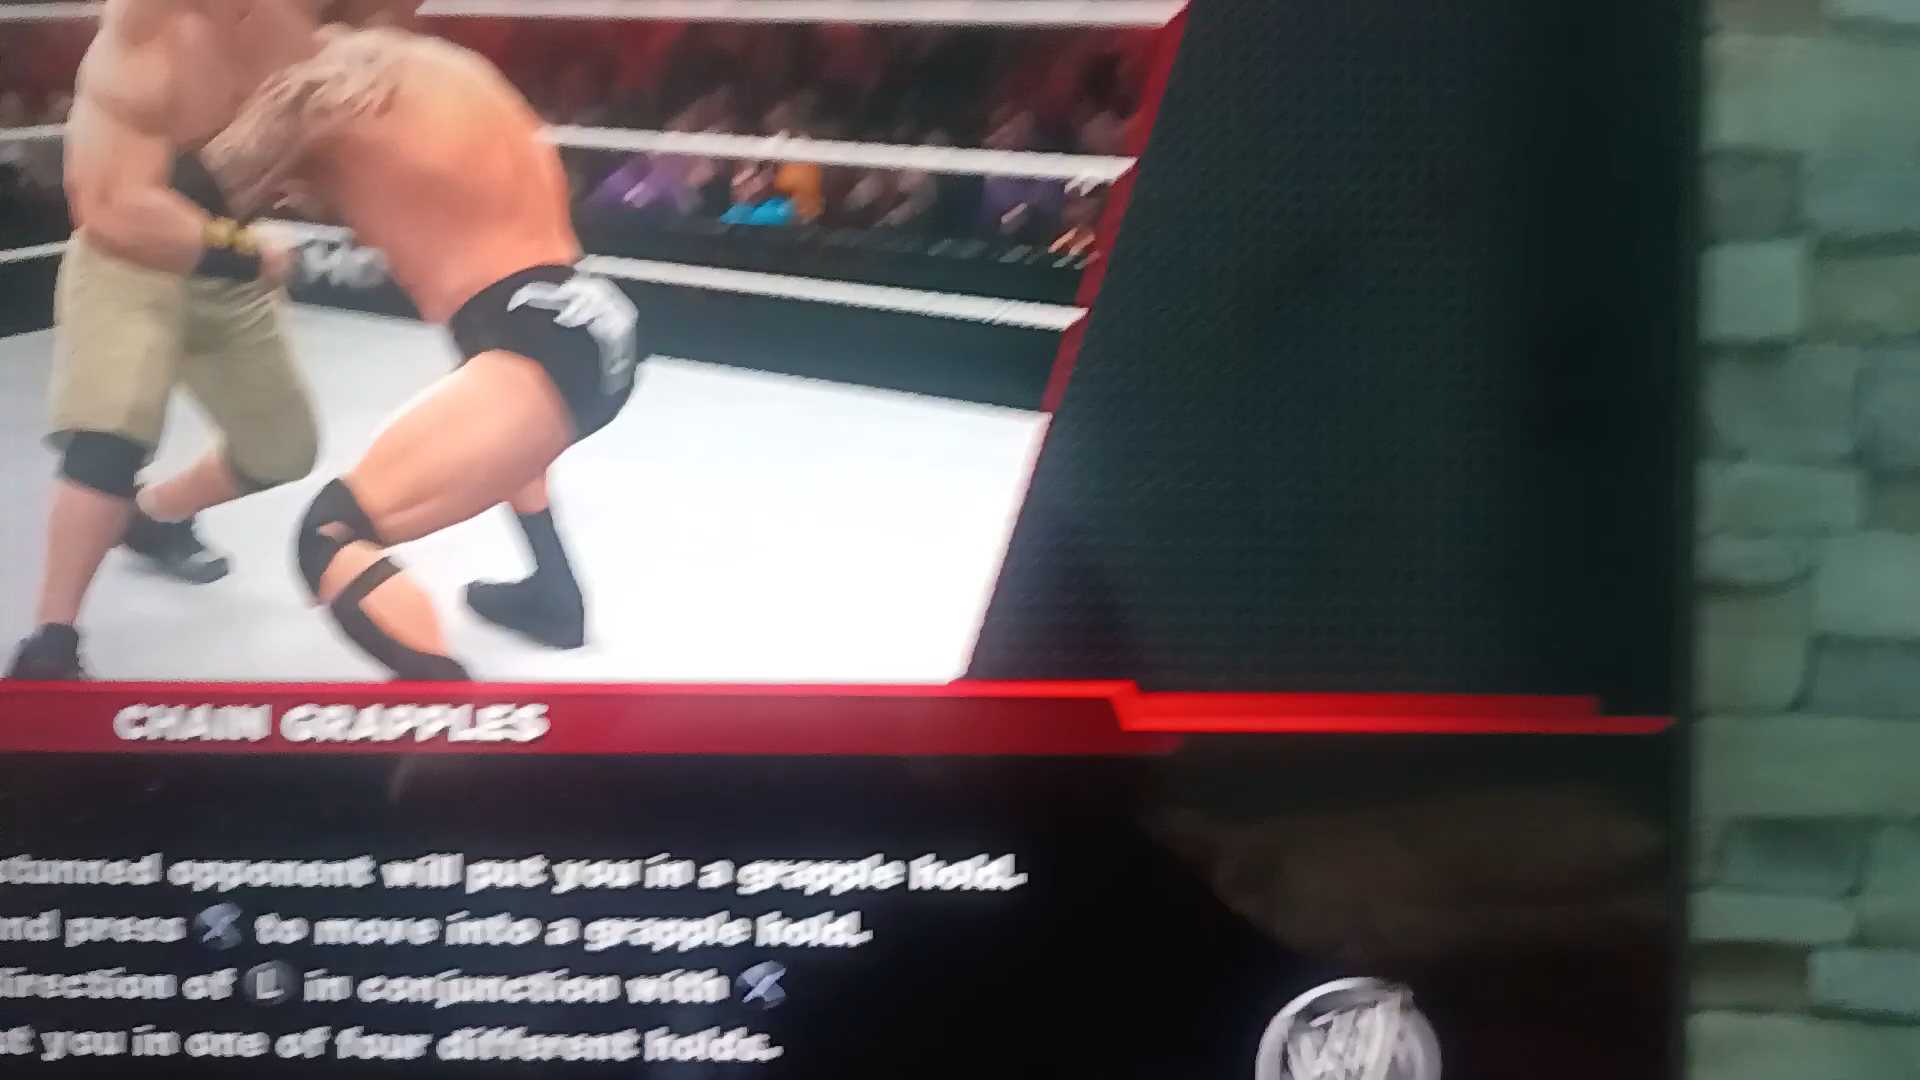 CHAIN GRAPPLES
stunned opponent will put you in a grapple hold.
nd press X to move into a grapple hold.
direction of L in conjunction with X
t you in one of four different holds.
W